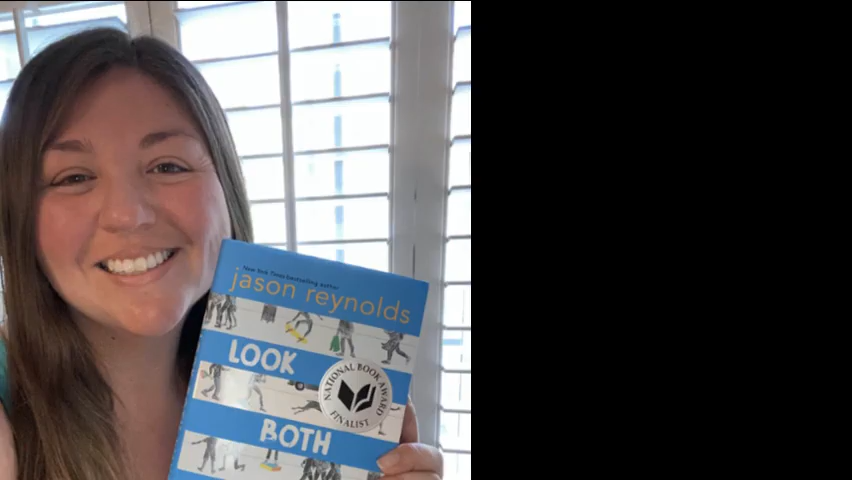 New York Times bestselling author
jason reynolds
LOOK
NATIONAL BOOK AWARD
FINALIST
BOTH